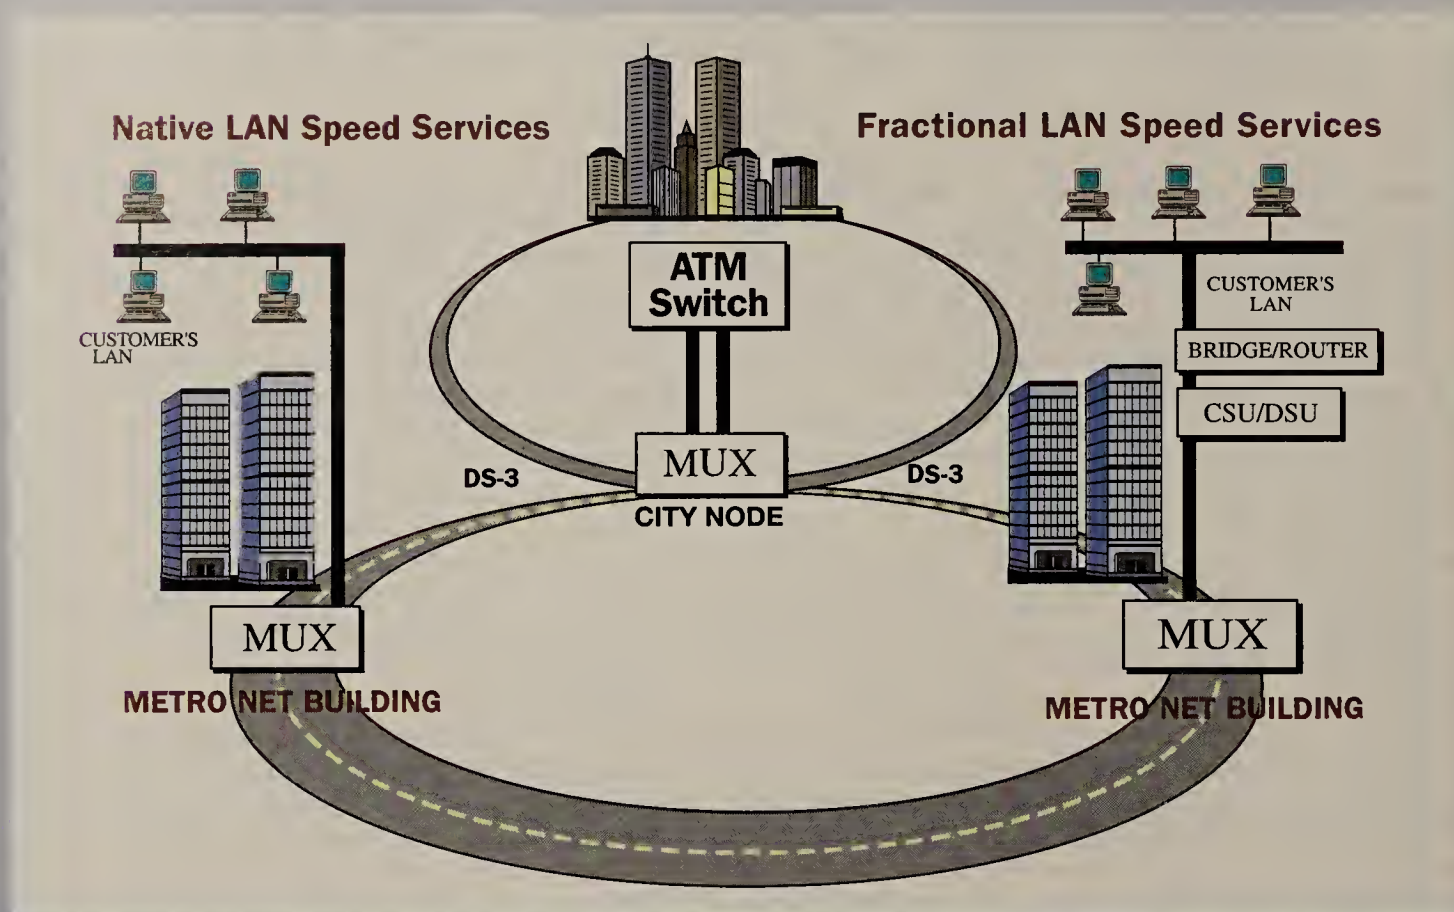 Native LAN Speed Services
Fractional LAN Speed Services
ATM
Switch
CUSTOMER'S
LAN
CUSTOMER'S
LAN
BRIDGE/ROUTER
CSU/DSU
MUX
DS-3
DS-3
CITY NODE
MUX
METRO NET BUILDING
MUX
METRO NET BUILDING